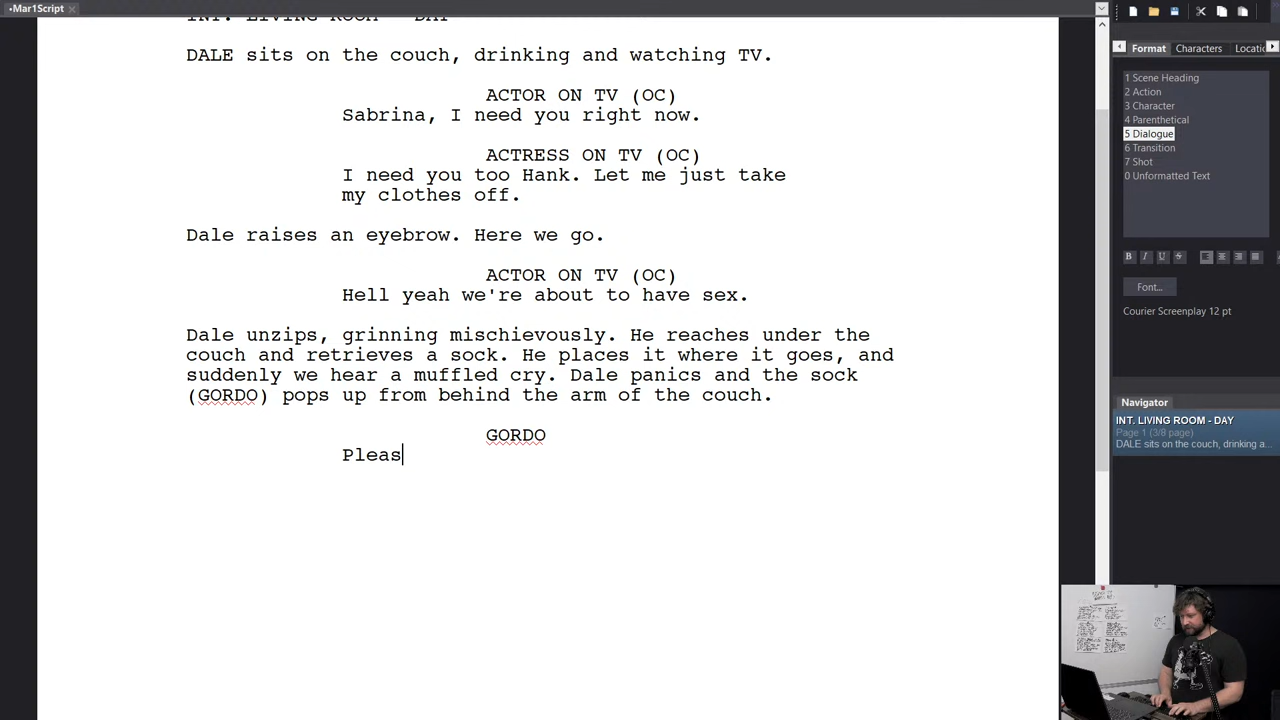 •Mar1Script
INT. LIVING ROOM - DAY
DALE sits on the couch, drinking and watching TV.
ACTOR ON TV (OC)
Sabrina, I need you right now.
ACTRESS ON TV (OC)
I need you too Hank. Let me just take
my clothes off.
Dale raises an eyebrow. Here we go.
ACTOR ON TV (OC)
Hell yeah we're about to have sex.
Dale unzips, grinning mischievously. He reaches under the
couch and retrieves a sock. He places it where it goes, and
suddenly we hear a muffled cry. Dale panics and the sock
(GORDO) pops up from behind the arm of the couch.
GORDO
Pleas
Format Characters Locatio
1 Scene Heading
2 Action
3 Character
4 Parenthetical
5 Dialogue
6 Transition
7 Shot
0 Unformatted Text
B I U S
Font...
Courier Screenplay 12 pt
Navigator
INT. LIVING ROOM - DAY
Page 1 (3/8 page)
DALE sits on the couch, drinking a...